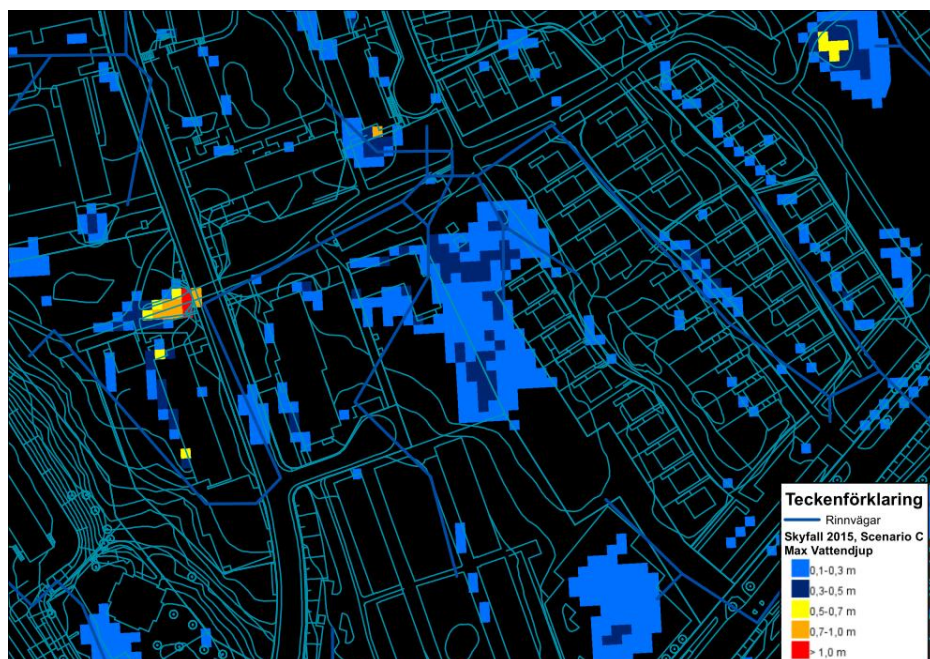 Teckenförklaring
Rinnvägar
Skyfall 2015, Scenario C
Max Vattendjup
0,1-0,3 m
0,3-0,5 m
0,5-0,7 m
0,7-1,0 m
> 1,0 m